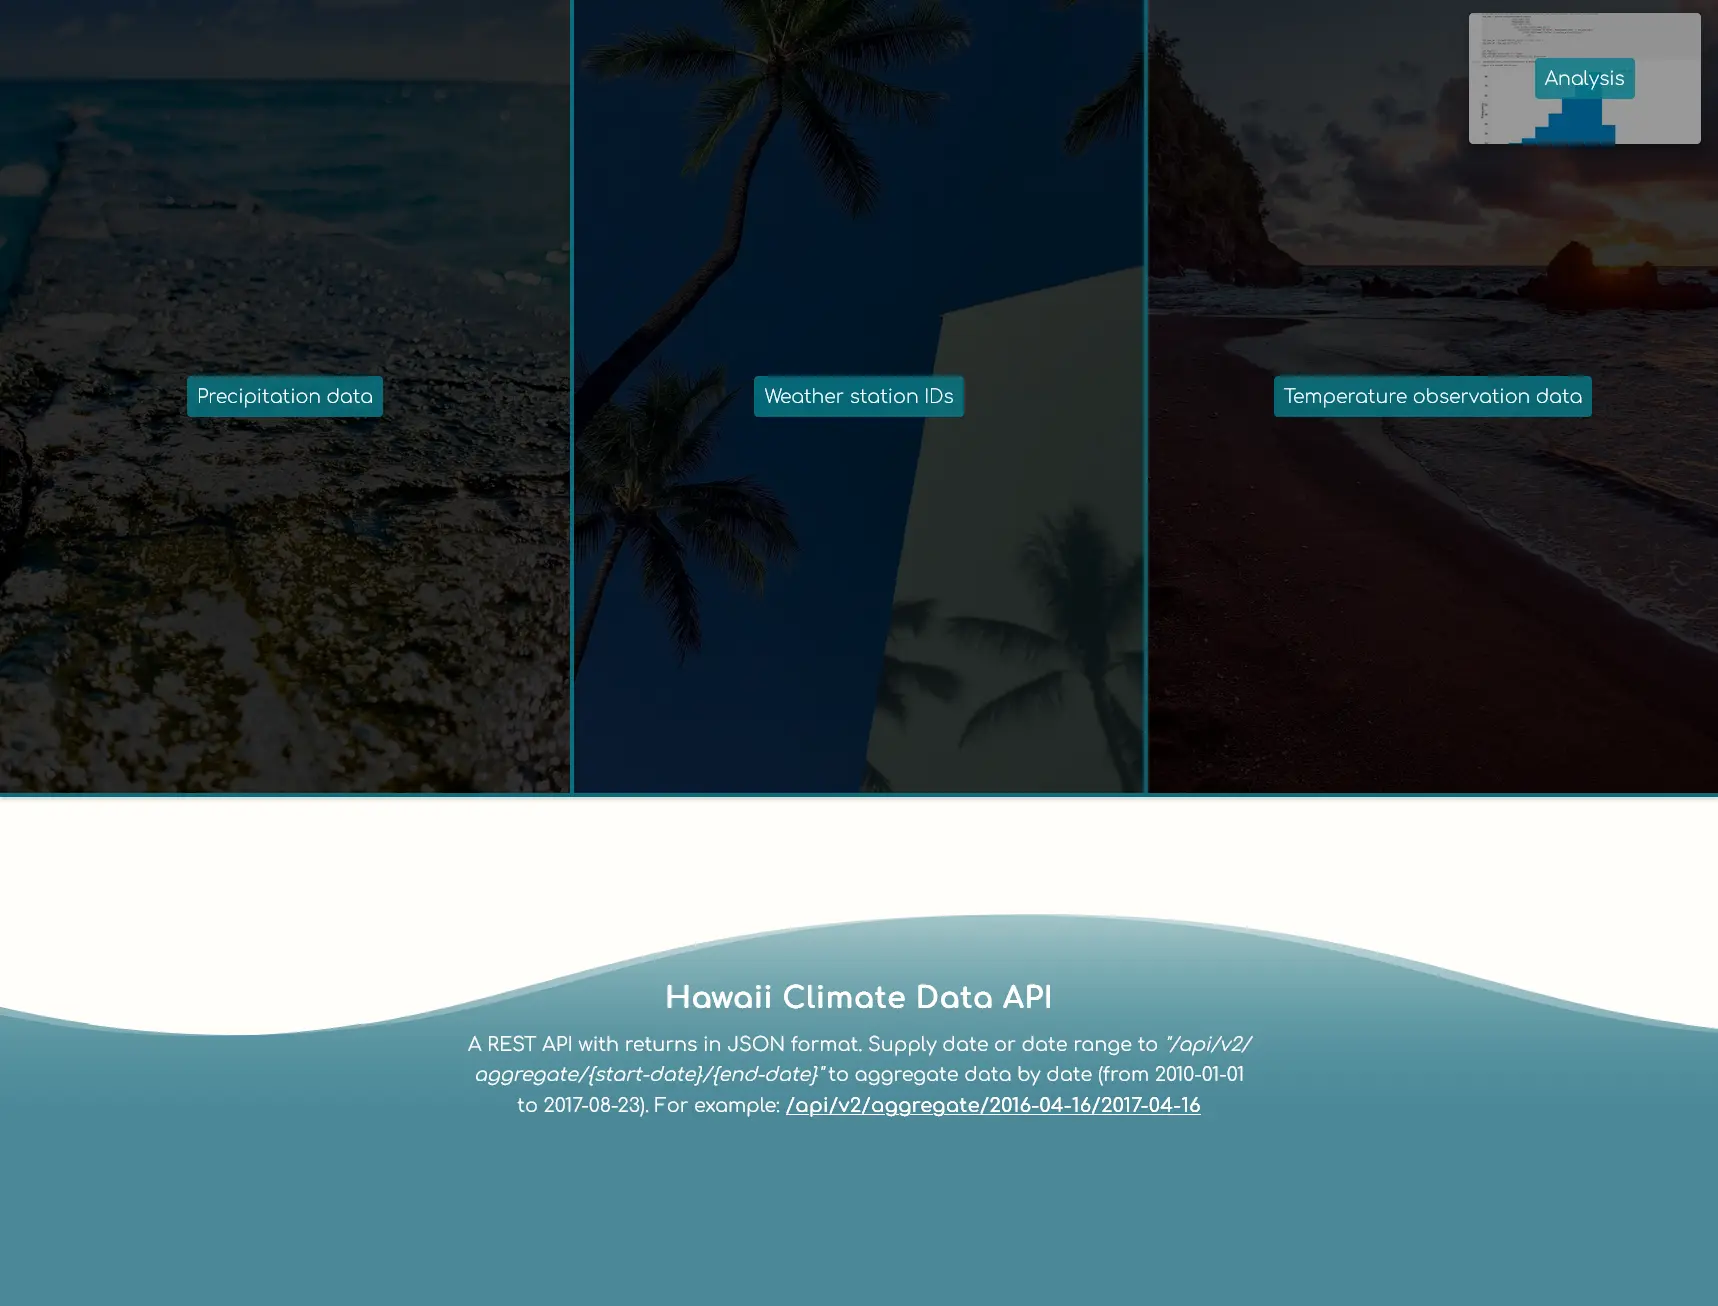 Analysis
Precipitation data
Weather station IDs
Temperature observation data
Hawaii Climate Data API
A REST API with returns in JSON format. Supply date or date range to "/api/v2/
aggregate/{start-date}/{end-date}" to aggregate data by date (from 2010-01-01
to 2017-08-23). For example: /api/v2/aggregate/2016-04-16/2017-04-16